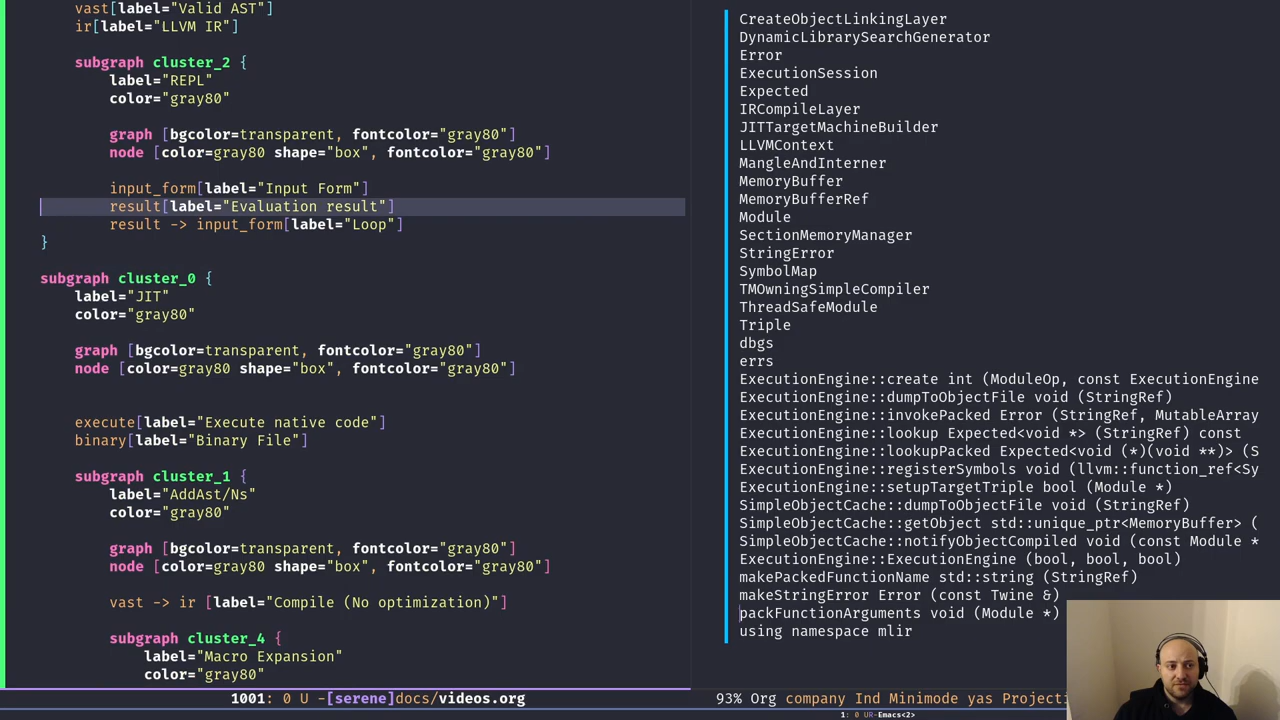 vast[label="Valid AST"]
ir[label="LLVM IR"]
subgraph cluster_2 {
label="REPL"
color="gray80"
graph [bgcolor=transparent, fontcolor="gray80"]
node [color=gray80 shape="box", fontcolor="gray80"]
input_form[label="Input Form"]
result[label="Evaluation result"]
result -> input_form[label="Loop"]
}
subgraph cluster_0 {
label="JIT"
color="gray80"
graph [bgcolor=transparent, fontcolor="gray80"]
node [color=gray80 shape="box", fontcolor="gray80"]
execute[label="Execute native code"]
binary[label="Binary File"]
subgraph cluster_1 {
label="AddAst/Ns"
color="gray80"
graph [bgcolor=transparent, fontcolor="gray80"]
node [color=gray80 shape="box", fontcolor="gray80"]
vast -> ir [label="Compile (No optimization)"]
subgraph cluster_4 {
label="Macro Expansion"
color="gray80"
1001: 0 U -[serene]docs/videos.org
CreateObjectLinkingLayer
DynamicLibrarySearchGenerator
Error
ExecutionSession
Expected
IRCompileLayer
JITTargetMachineBuilder
LLVMContext
MangleAndInterner
MemoryBuffer
MemoryBufferRef
Module
SectionMemoryManager
StringError
SymbolMap
TMOwningSimpleCompiler
ThreadSafeModule
Triple
dbgs
errs
ExecutionEngine::create int (ModuleOp, const ExecutionEngine
ExecutionEngine::dumpToObjectFile void (StringRef)
ExecutionEngine::invokePacked Error (StringRef, MutableArray
ExecutionEngine::lookup Expected<void *> (StringRef) const
ExecutionEngine::lookupPacked Expected<void (*)(void **)> (S
ExecutionEngine::registerSymbols void (llvm::function_ref<Sy
ExecutionEngine::setupTargetTriple bool (Module *)
SimpleObjectCache::dumpToObjectFile void (StringRef)
SimpleObjectCache::getObject std::unique_ptr<MemoryBuffer> (
SimpleObjectCache::notifyObjectCompiled void (const Module *
ExecutionEngine::ExecutionEngine (bool, bool, bool)
makePackedFunctionName std::string (StringRef)
makeStringError Error (const Twine &)
packFunctionArguments void (Module *)
using namespace mlir
93% Org company Ind Minimode yas Projecti
1: 0 UR-Emacs<2>